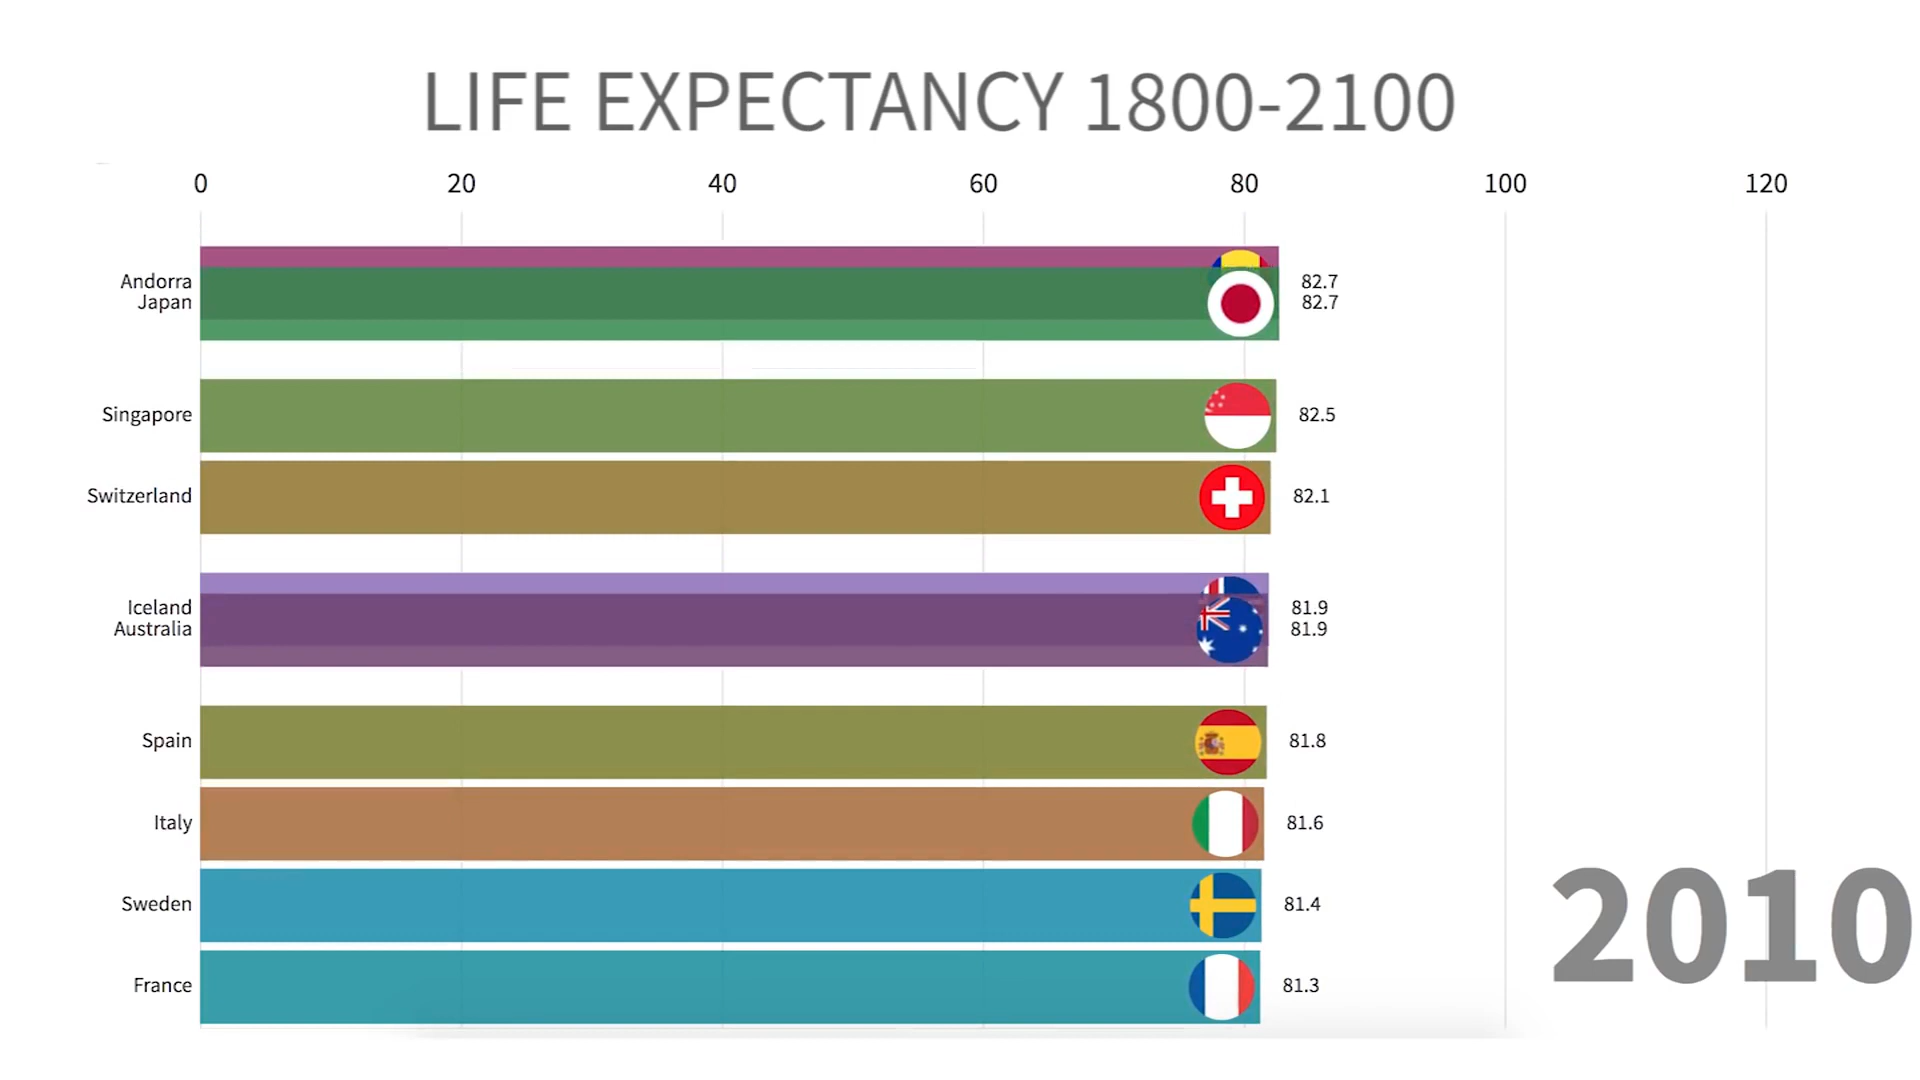 LIFE EXPECTANCY 1800-2100
0 20 40 60 80 100 120
Andorra 82.7
Japan 82.7
Singapore 82.5
Switzerland 82.1
Iceland 81.9
Australia 81.9
Spain 81.8
Italy 81.6
Sweden 81.4
France 81.3
2010